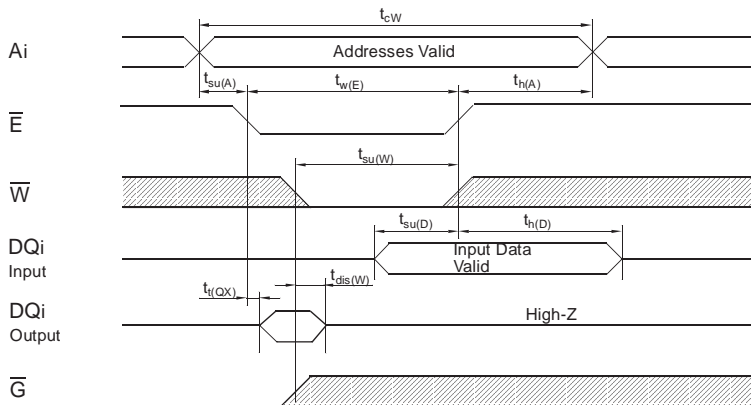 t_cW
Ai
Addresses Valid
t_su(A)
t_w(E)
t_h(A)
E̅
t_su(W)
W̅
t_su(D)
t_h(D)
DQi
Input
Input Data
Valid
t_t(QX)
t_dis(W)
DQi
Output
High-Z
G̅